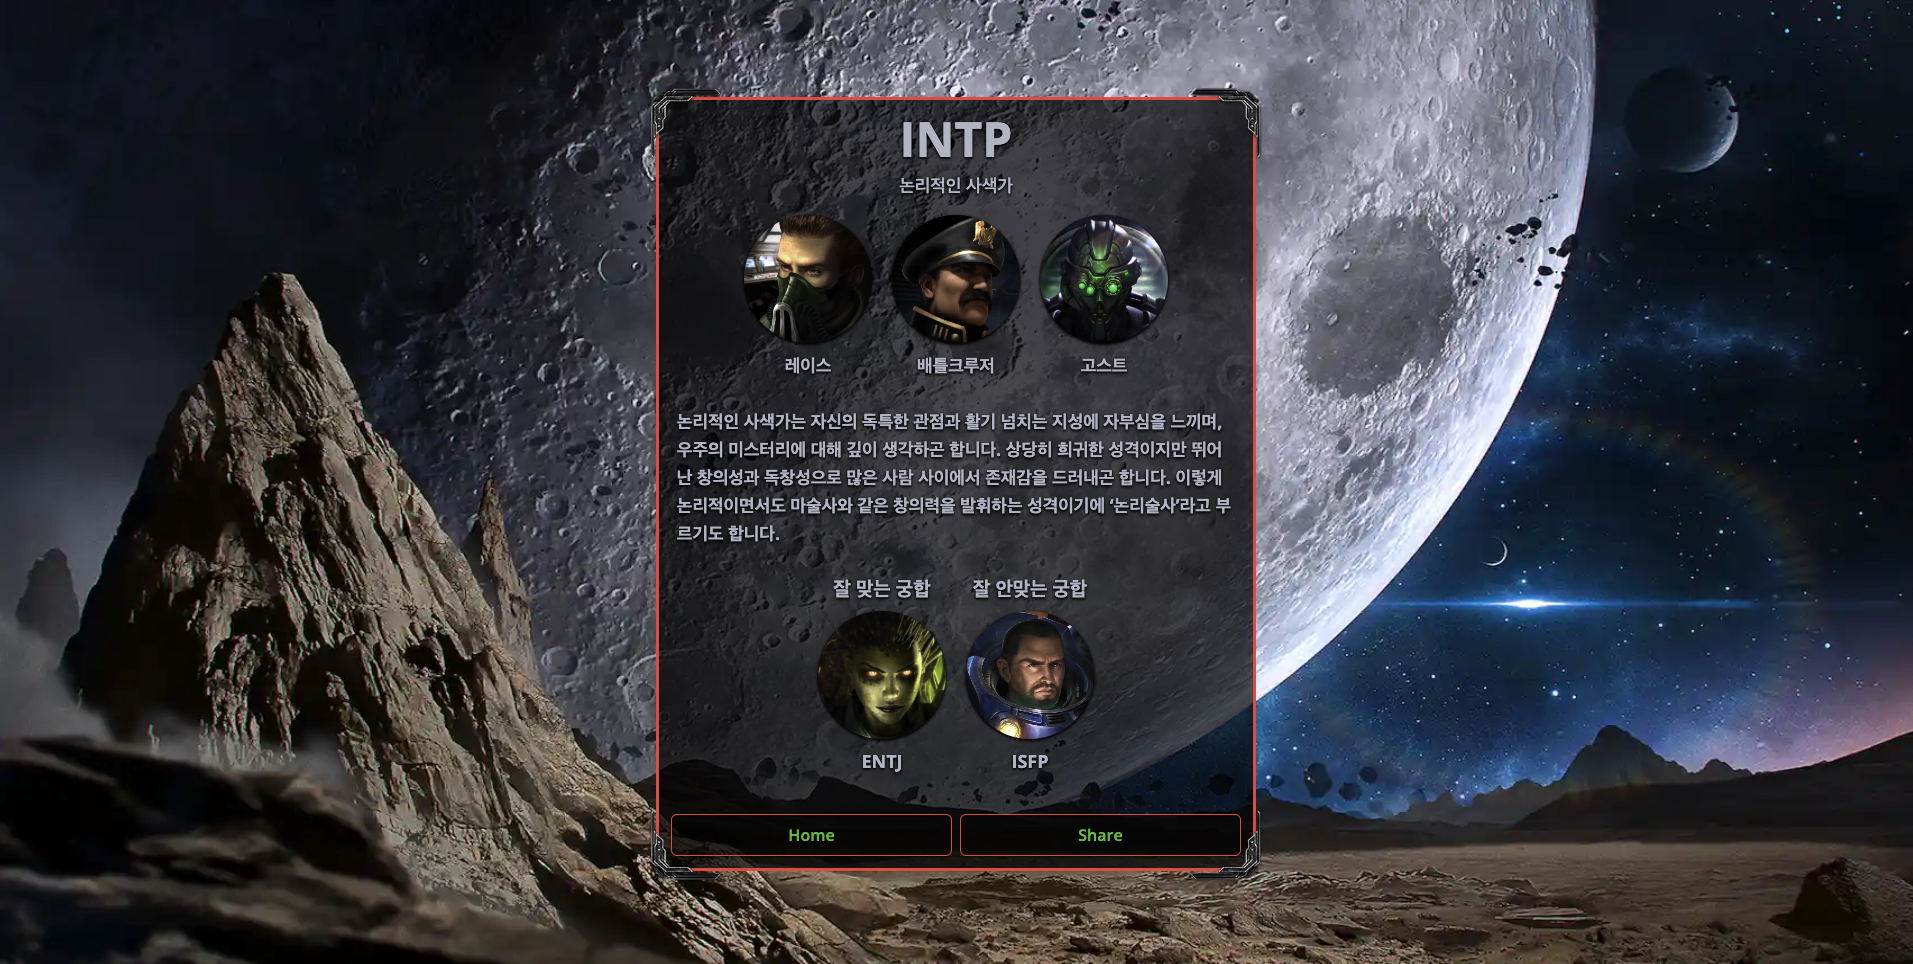 INTP
논리적인 사색가
레이스 배틀크루저 고스트
논리적인 사색가는 자신의 독특한 관점과 활기 넘치는 지성에 자부심을 느끼며,
우주의 미스터리에 대해 깊이 생각하곤 합니다. 상당히 희귀한 성격이지만 뛰어
난 창의성과 독창성으로 많은 사람 사이에서 존재감을 드러내곤 합니다. 이렇게
논리적이면서도 마술사와 같은 창의력을 발휘하는 성격이기에 ‘논리술사’라고 부
르기도 합니다.
잘 맞는 궁합 잘 안맞는 궁합
ENTJ ISFP
Home Share